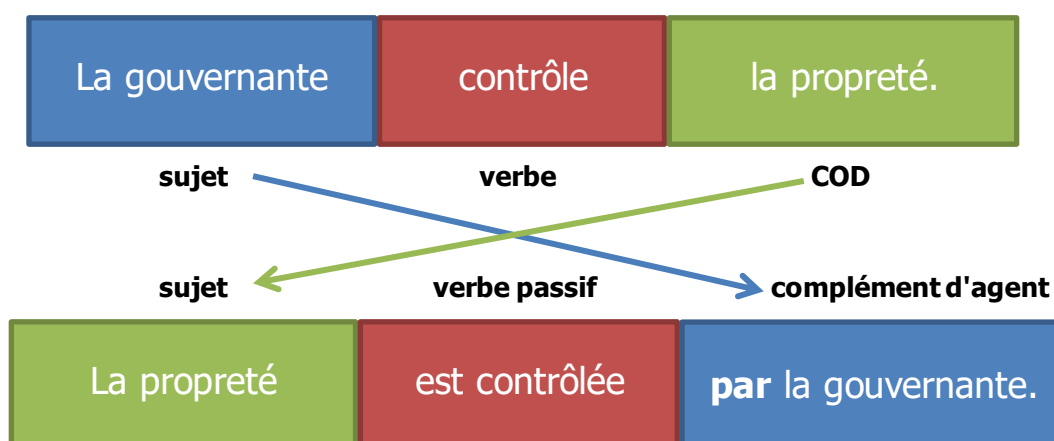 La gouvernante contrôle la propreté.
sujet verbe COD
sujet verbe passif complément d'agent
La propreté est contrôlée par la gouvernante.